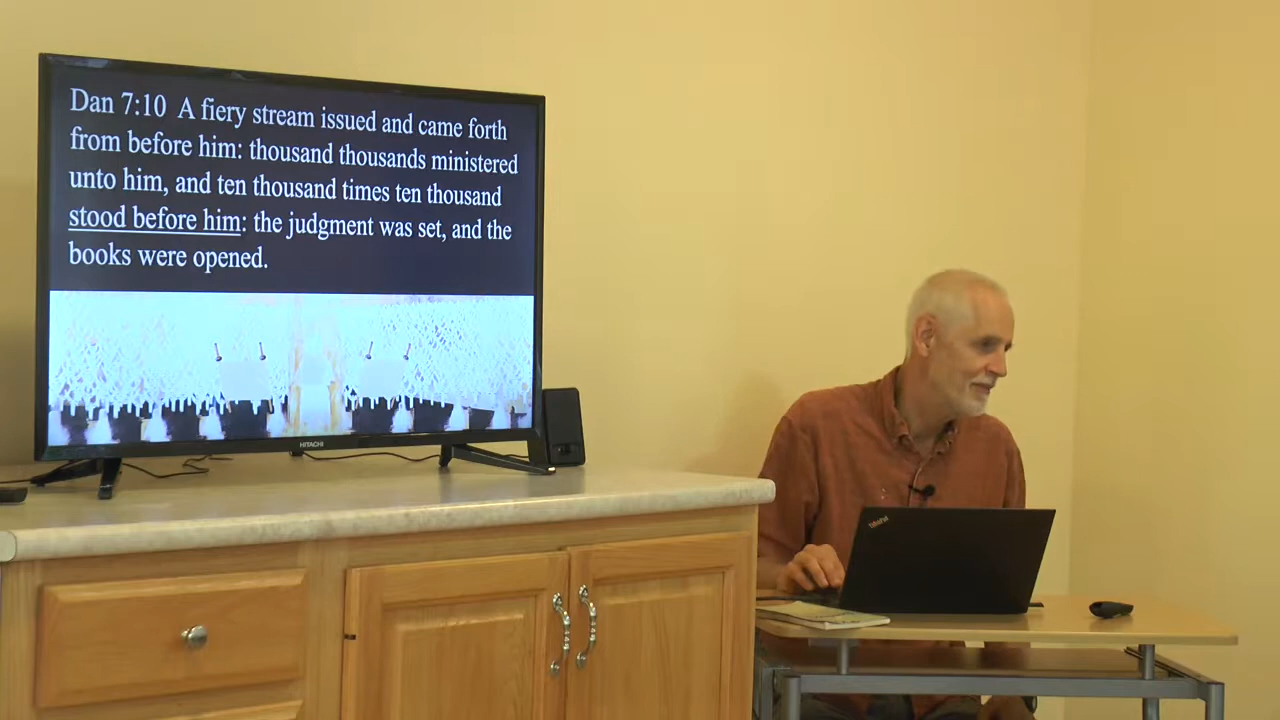 Dan 7:10 A fiery stream issued and came forth
from before him: thousand thousands ministered
unto him, and ten thousand times ten thousand
stood before him: the judgment was set, and the
books were opened.
HITACHI
ThinkPad